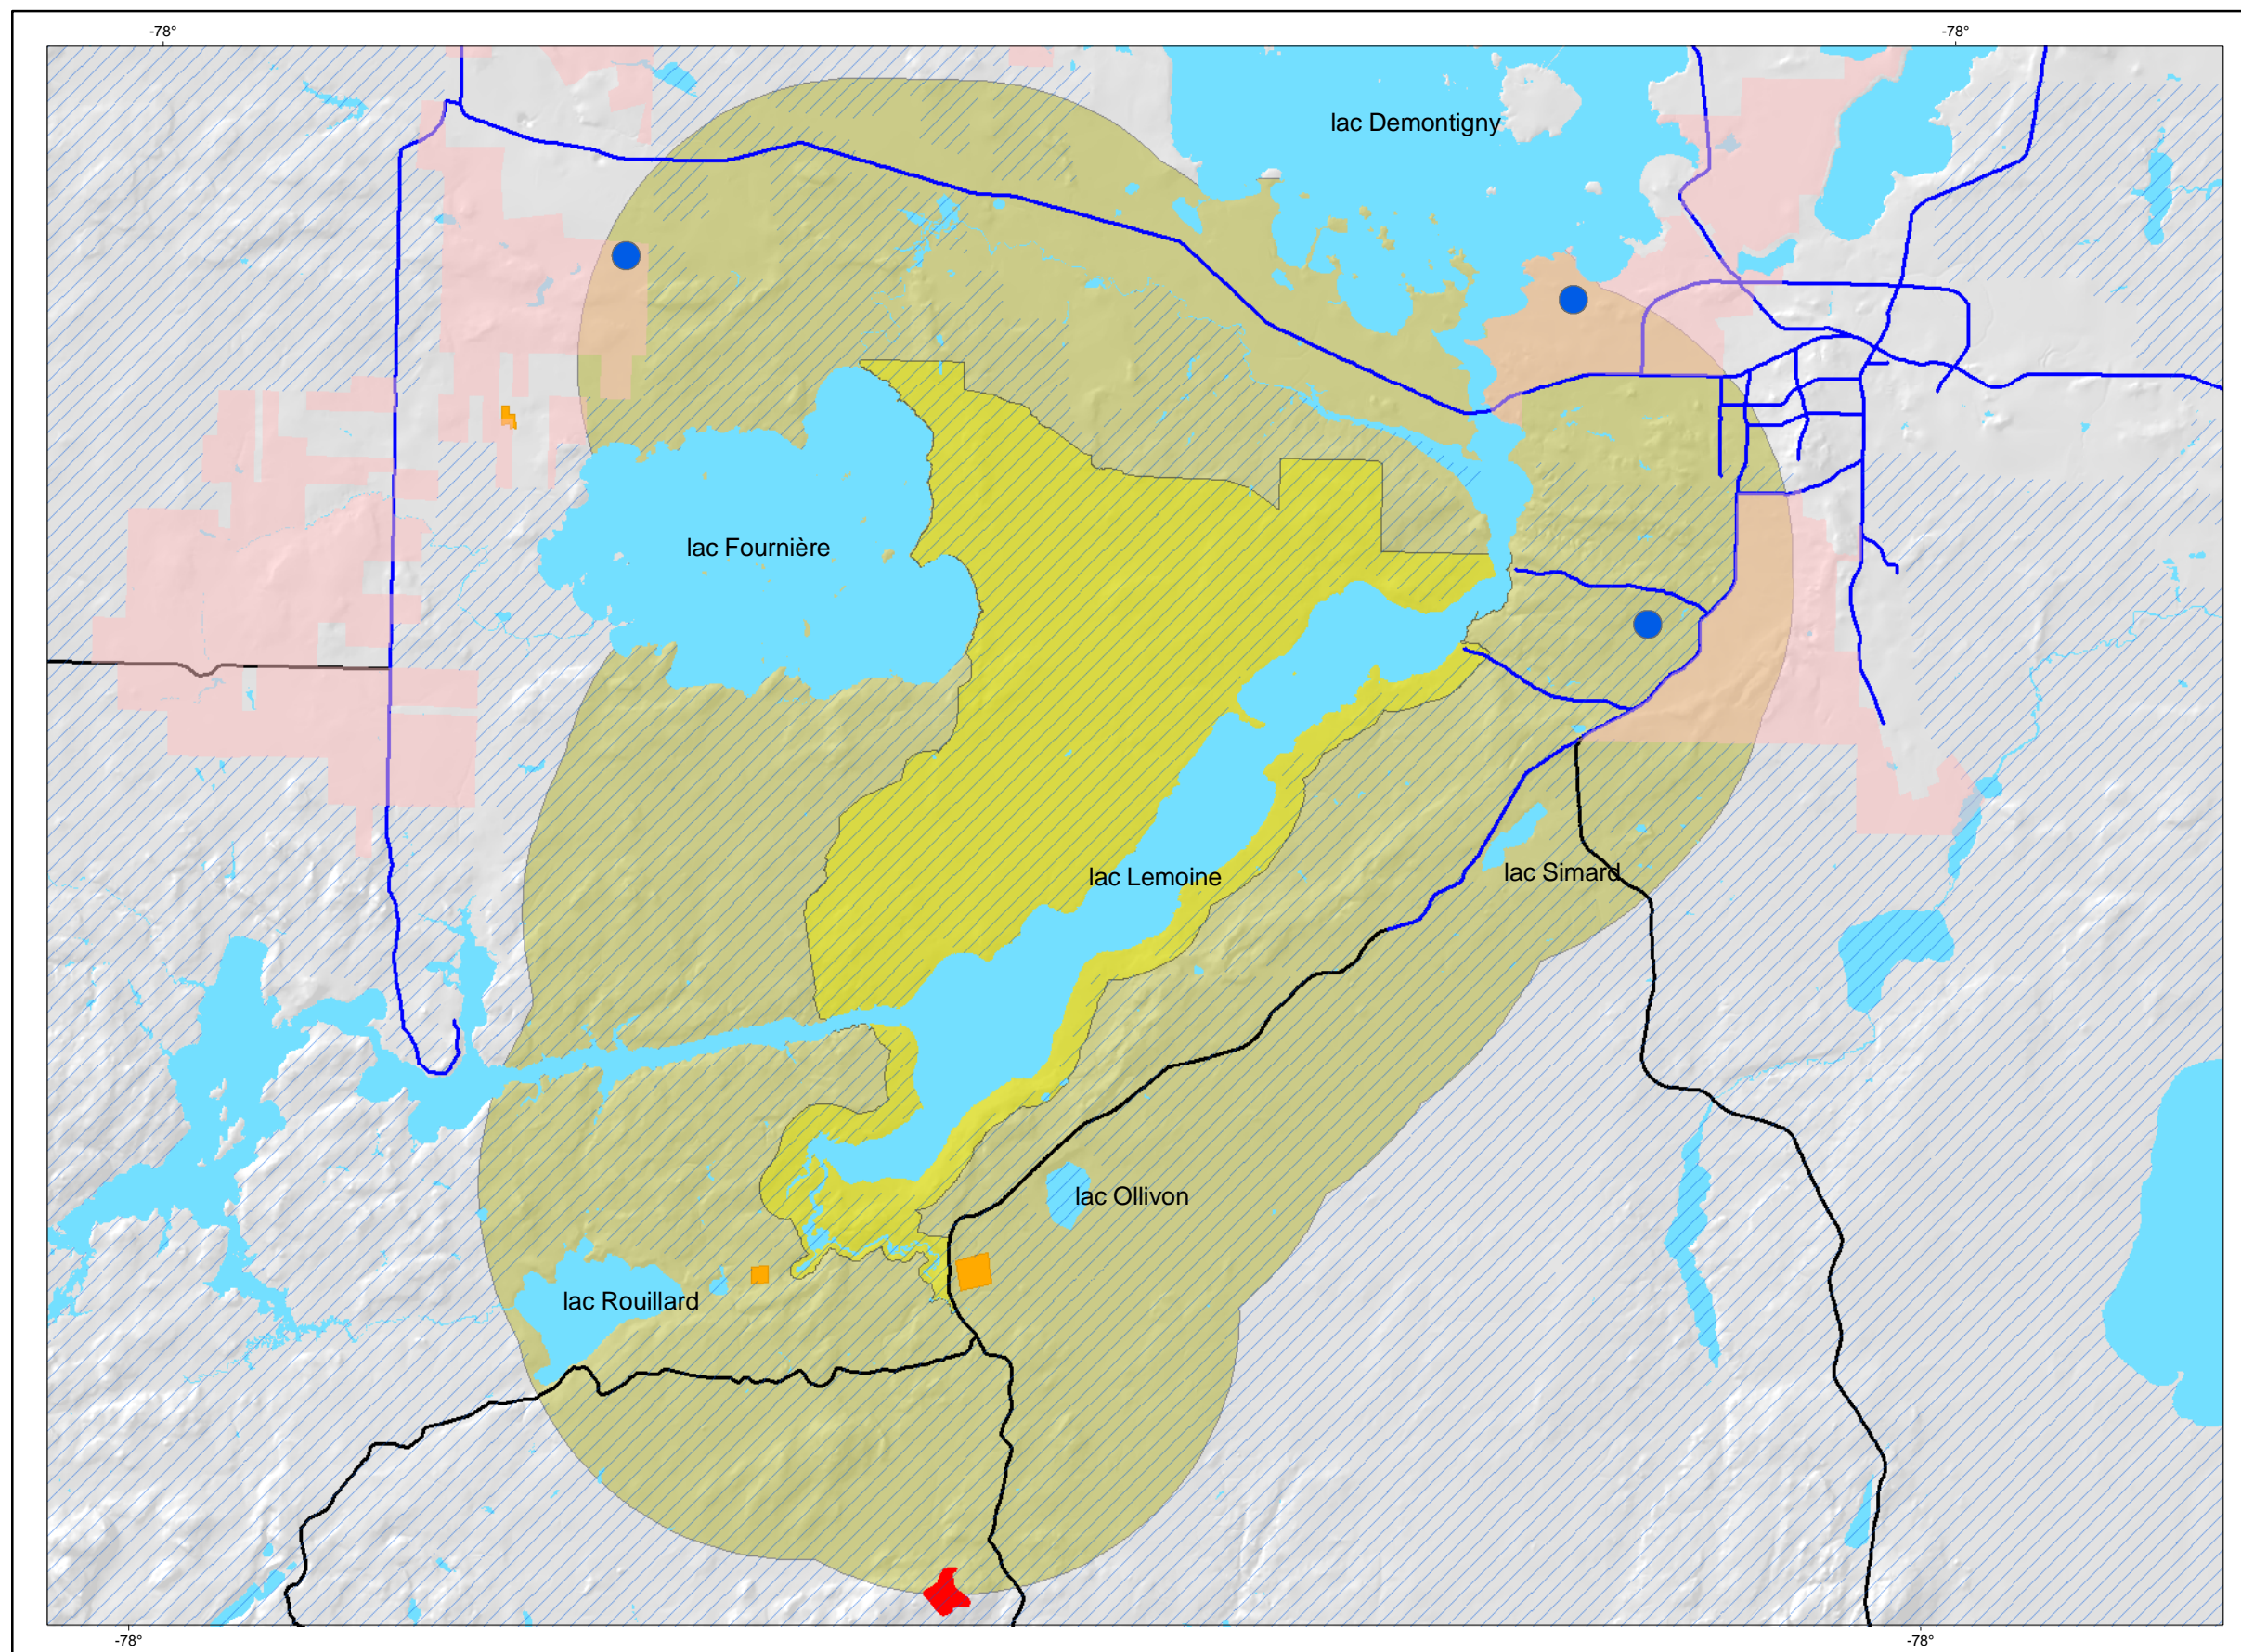 -78° -78°
lac Demontigny
lac Fournière
lac Lemoine
lac Simard
lac Ollivon
lac Rouillard
-78° -78°